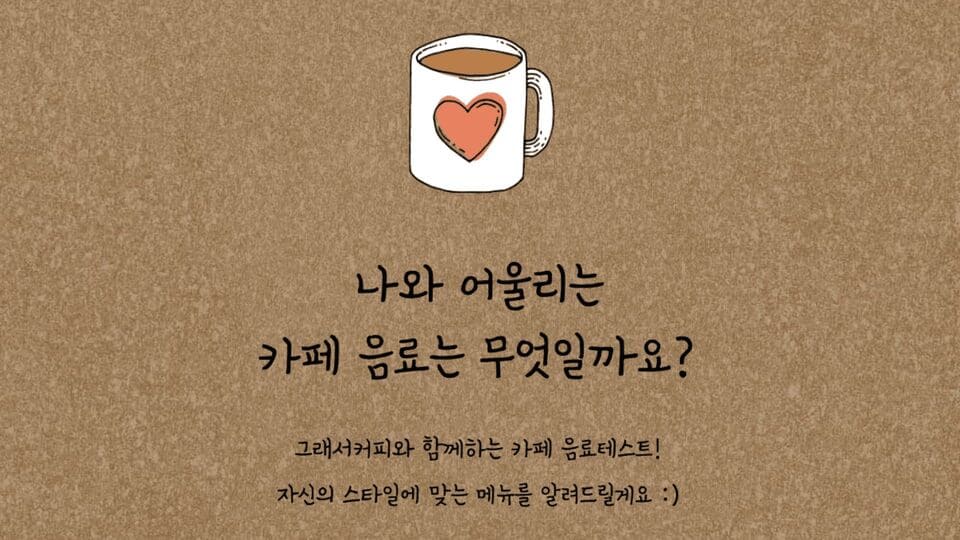 나와 어울리는
카페 음료는 무엇일까요?
그래서커피와 함께하는 카페 음료테스트!
자신의 스타일에 맞는 메뉴를 알려드릴게요 :)